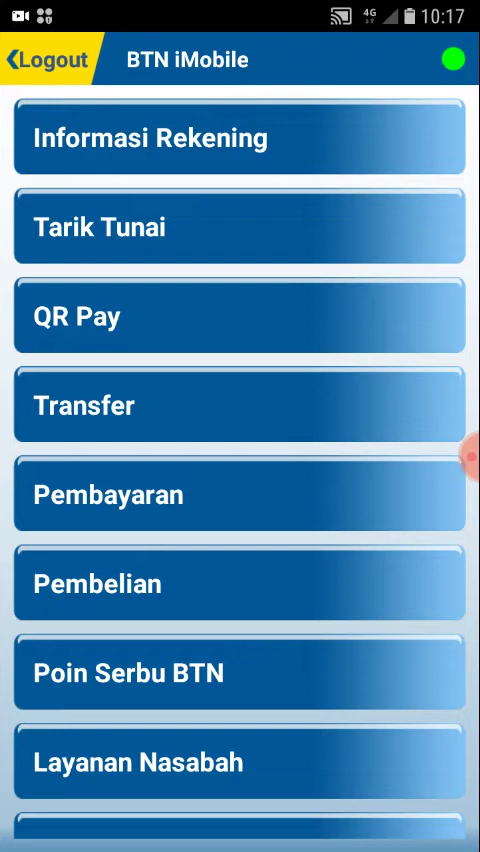 4G
10:17
Logout
BTN iMobile
Informasi Rekening
Tarik Tunai
QR Pay
Transfer
Pembayaran
Pembelian
Poin Serbu BTN
Layanan Nasabah